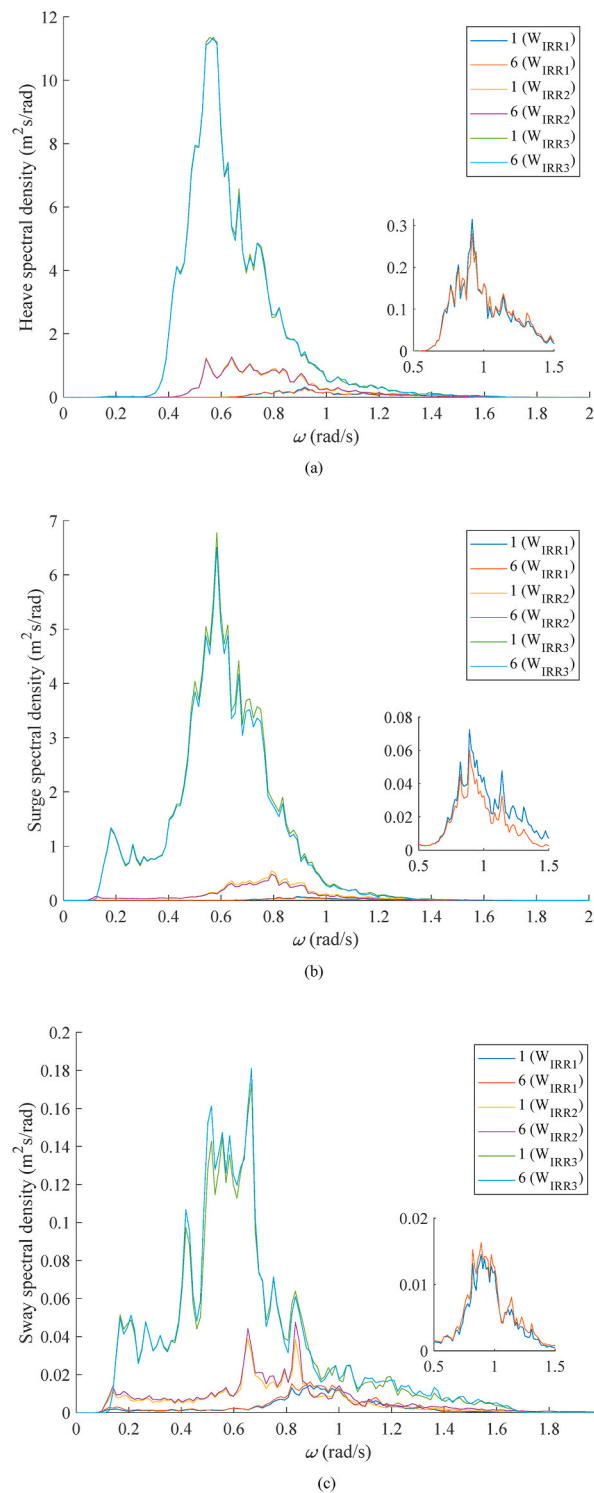 12
10
8
6
4
2
0
Heave spectral density (m²s/rad)
1 (W_IRR1)
6 (W_IRR1)
1 (W_IRR2)
6 (W_IRR2)
1 (W_IRR3)
6 (W_IRR3)
0.3
0.2
0.1
0
0.5 1 1.5
0 0.2 0.4 0.6 0.8 1 1.2 1.4 1.6 1.8 2
ω (rad/s)
(a)
7
6
5
4
3
2
1
0
Surge spectral density (m²s/rad)
1 (W_IRR1)
6 (W_IRR1)
1 (W_IRR2)
6 (W_IRR2)
1 (W_IRR3)
6 (W_IRR3)
0.08
0.06
0.04
0.02
0
0.5 1 1.5
0 0.2 0.4 0.6 0.8 1 1.2 1.4 1.6 1.8 2
ω (rad/s)
(b)
0.2
0.18
0.16
0.14
0.12
0.1
0.08
0.06
0.04
0.02
0
Sway spectral density (m²s/rad)
1 (W_IRR1)
6 (W_IRR1)
1 (W_IRR2)
6 (W_IRR2)
1 (W_IRR3)
6 (W_IRR3)
0.02
0.01
0
0.5 1 1.5
0 0.2 0.4 0.6 0.8 1 1.2 1.4 1.6 1.8
ω (rad/s)
(c)